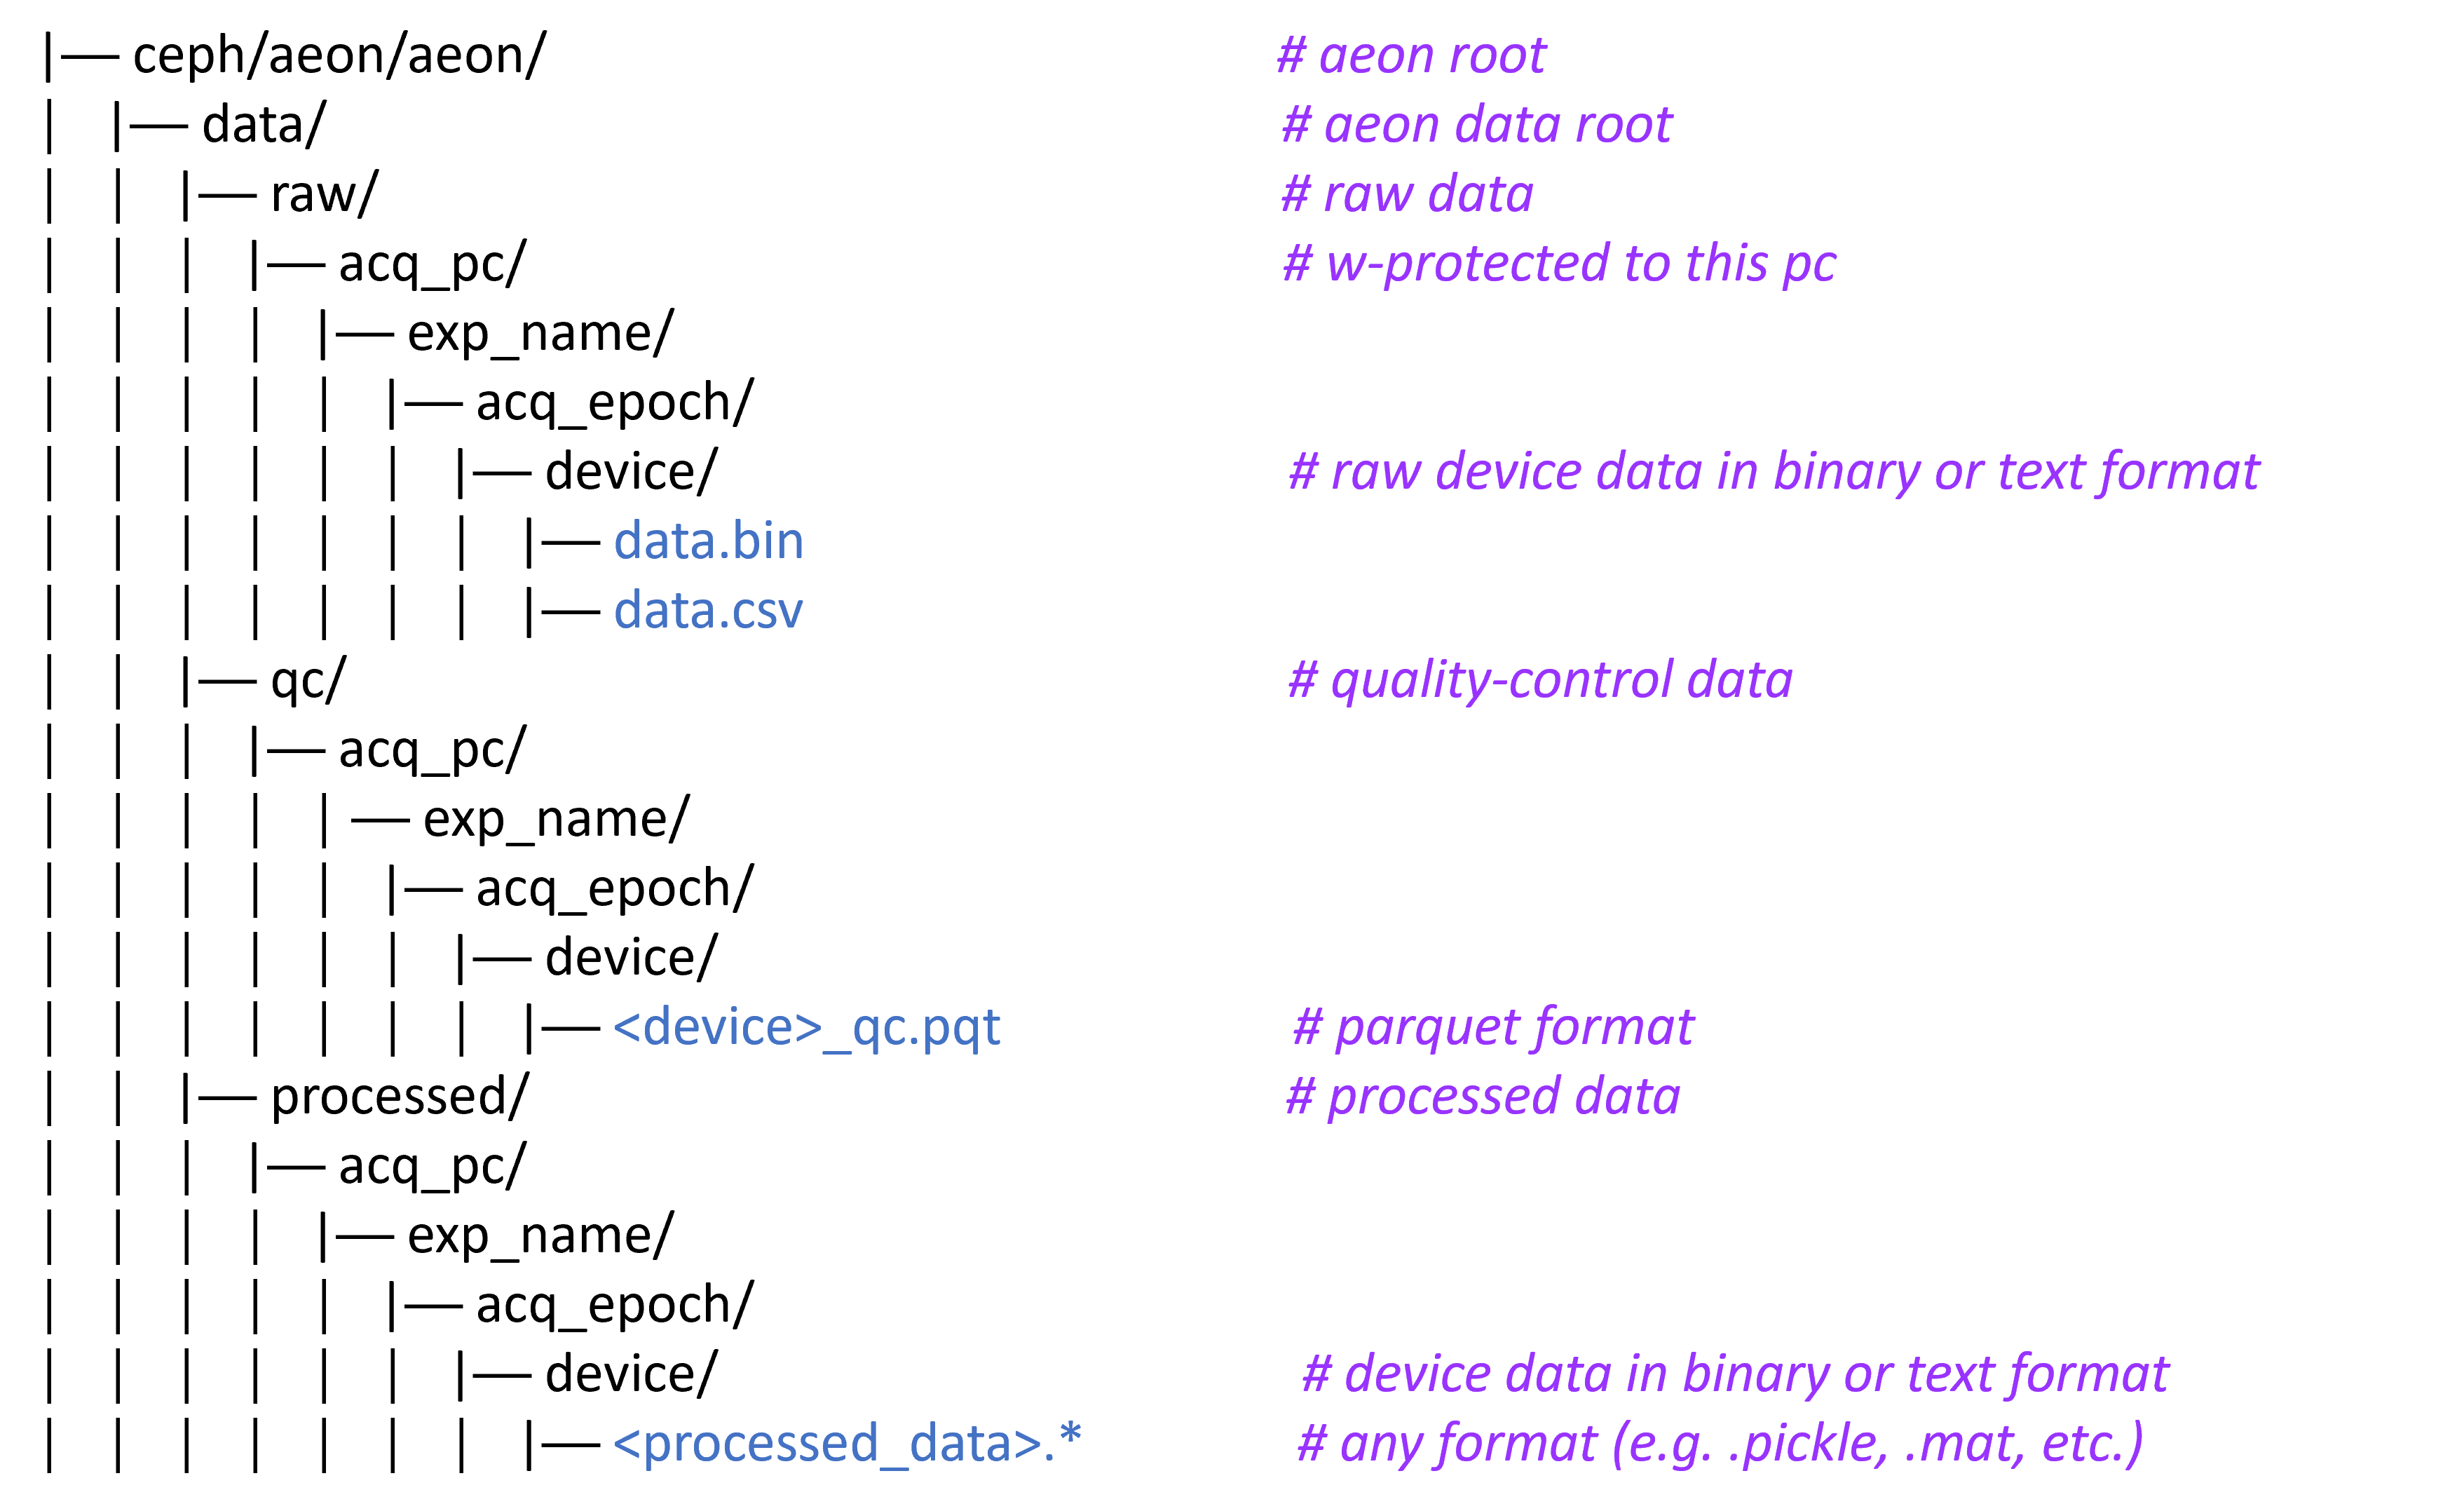 |— ceph/aeon/aeon/ # aeon root
| |— data/ # aeon data root
| | |— raw/ # raw data
| | | |— acq_pc/ # w-protected to this pc
| | | | |— exp_name/
| | | | | |— acq_epoch/
| | | | | | |— device/ # raw device data in binary or text format
| | | | | | | |— data.bin
| | | | | | | |— data.csv
| | |— qc/ # quality-control data
| | | |— acq_pc/
| | | | | — exp_name/
| | | | | |— acq_epoch/
| | | | | | |— device/
| | | | | | | |— <device>_qc.pqt # parquet format
| | |— processed/ # processed data
| | | |— acq_pc/
| | | | |— exp_name/
| | | | | |— acq_epoch/
| | | | | | |— device/ # device data in binary or text format
| | | | | | | |— <processed_data>.* # any format (e.g. .pickle, .mat, etc.)